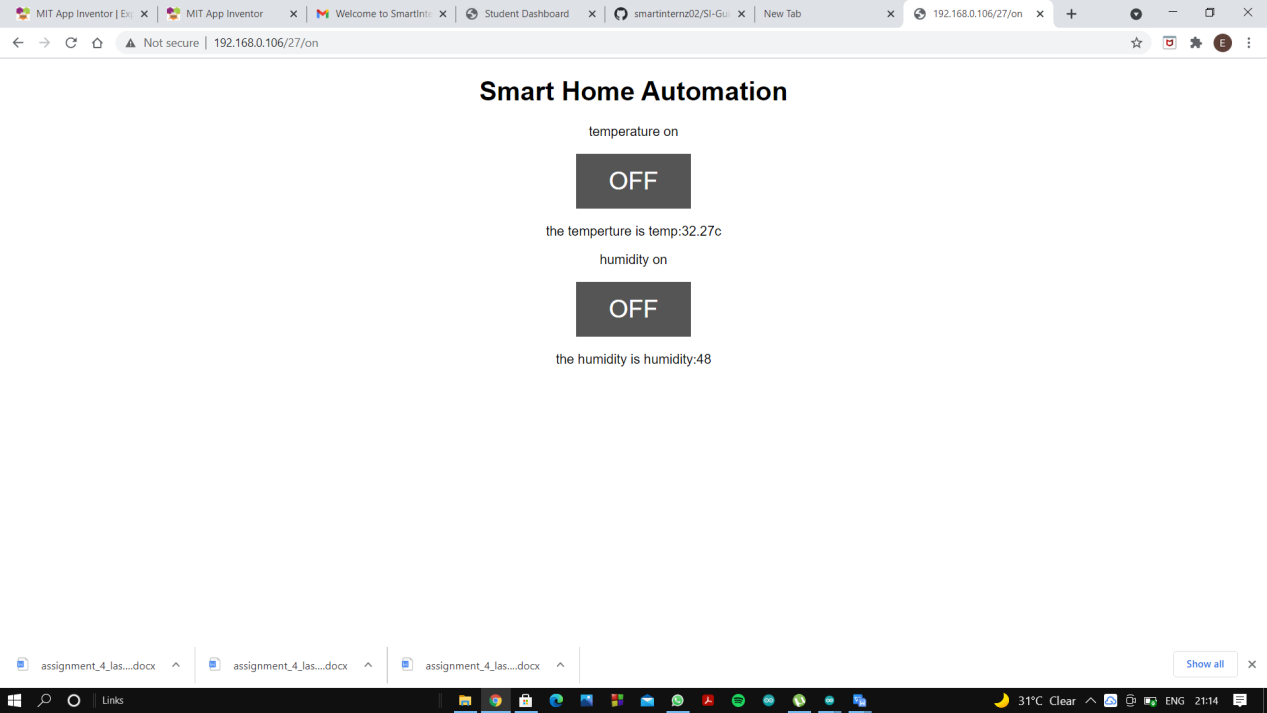 MIT App Inventor | Exp
MIT App Inventor
Welcome to SmartInte
Student Dashboard
smartinternz02/SI-Gui
New Tab
192.168.0.106/27/on
Not secure | 192.168.0.106/27/on
E
Smart Home Automation
temperature on
OFF
the temperture is temp:32.27c
humidity on
OFF
the humidity is humidity:48
assignment_4_las....docx
assignment_4_las....docx
assignment_4_las....docx
Show all
Links
31°C Clear
ENG
21:14